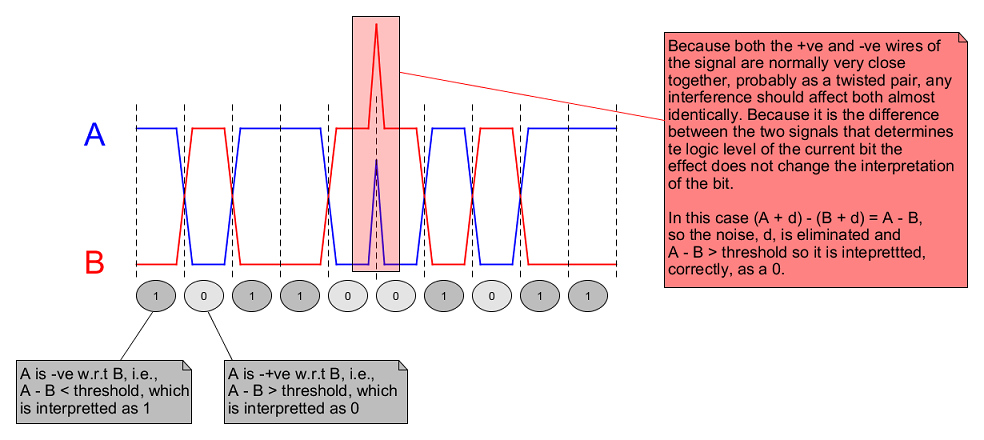 Because both the +ve and -ve wires of
the signal are normally very close
together, probably as a twisted pair, any
interference should affect both almost
identically. Because it is the difference
between the two signals that determines
te logic level of the current bit the
effect does not change the interpretation
of the bit.
In this case (A + d) - (B + d) = A - B,
so the noise, d, is eliminated and
A - B > threshold so it is inteprettted,
correctly, as a 0.
A
B
1 0 1 1 0 0 1 0 1 1
A is -ve w.r.t B, i.e.,
A - B < threshold, which
is interpretted as 1
A is -+ve w.r.t B, i.e.,
A - B > threshold, which
is interpretted as 0